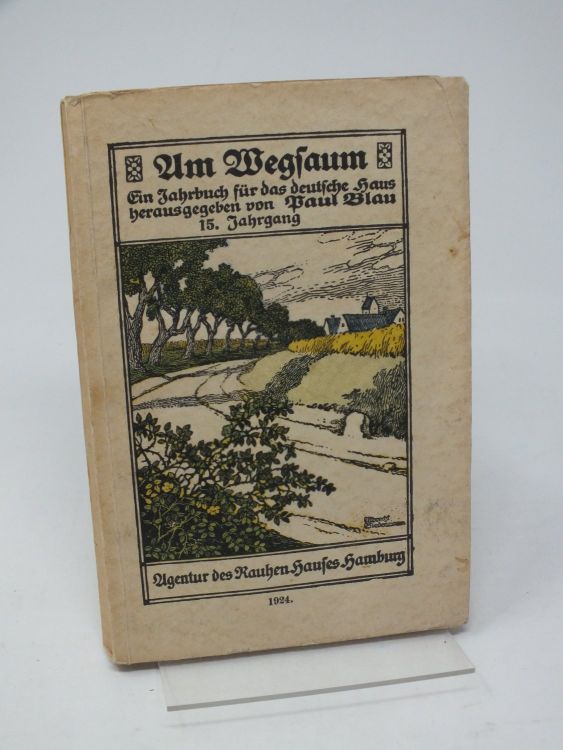 Am Wegsaum
Ein Jahrbuch für das deutsche Haus
herausgegeben von Paul Blau
15. Jahrgang
Agentur des Rauhen Hauses Hamburg
1924.